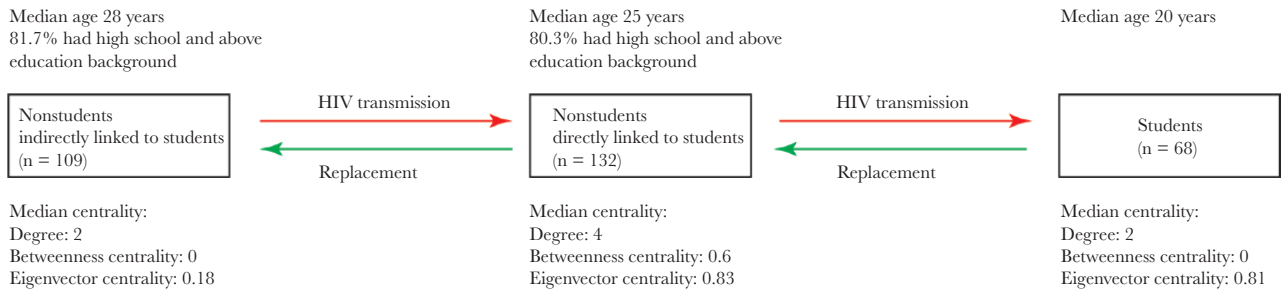 Median age 28 years
81.7% had high school and above
education background
Median age 25 years
80.3% had high school and above
education background
Median age 20 years
Nonstudents
indirectly linked to students
(n = 109)
HIV transmission
Replacement
Nonstudents
directly linked to students
(n = 132)
HIV transmission
Replacement
Students
(n = 68)
Median centrality:
Degree: 2
Betweenness centrality: 0
Eigenvector centrality: 0.18
Median centrality:
Degree: 4
Betweenness centrality: 0.6
Eigenvector centrality: 0.83
Median centrality:
Degree: 2
Betweenness centrality: 0
Eigenvector centrality: 0.81